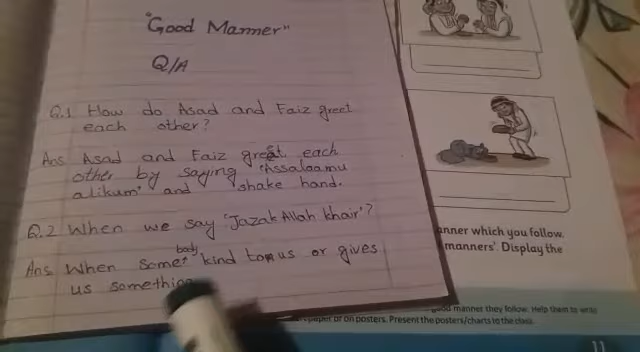 "Good Manner"
Q/A
Q.1 How do Asad and Faiz greet
each other?
Ans Asad and Faiz greet each
other by saying 'Assalaamu
alikum' and shake hand.
Q.2 When we say 'Jazak Allah khair'?
Ans. When somebody kind to us or gives
us something
anner which you follow.
manners'. Display the
good manner they follow. Help them to write
paper or on posters. Present the posters/charts to the class.
11